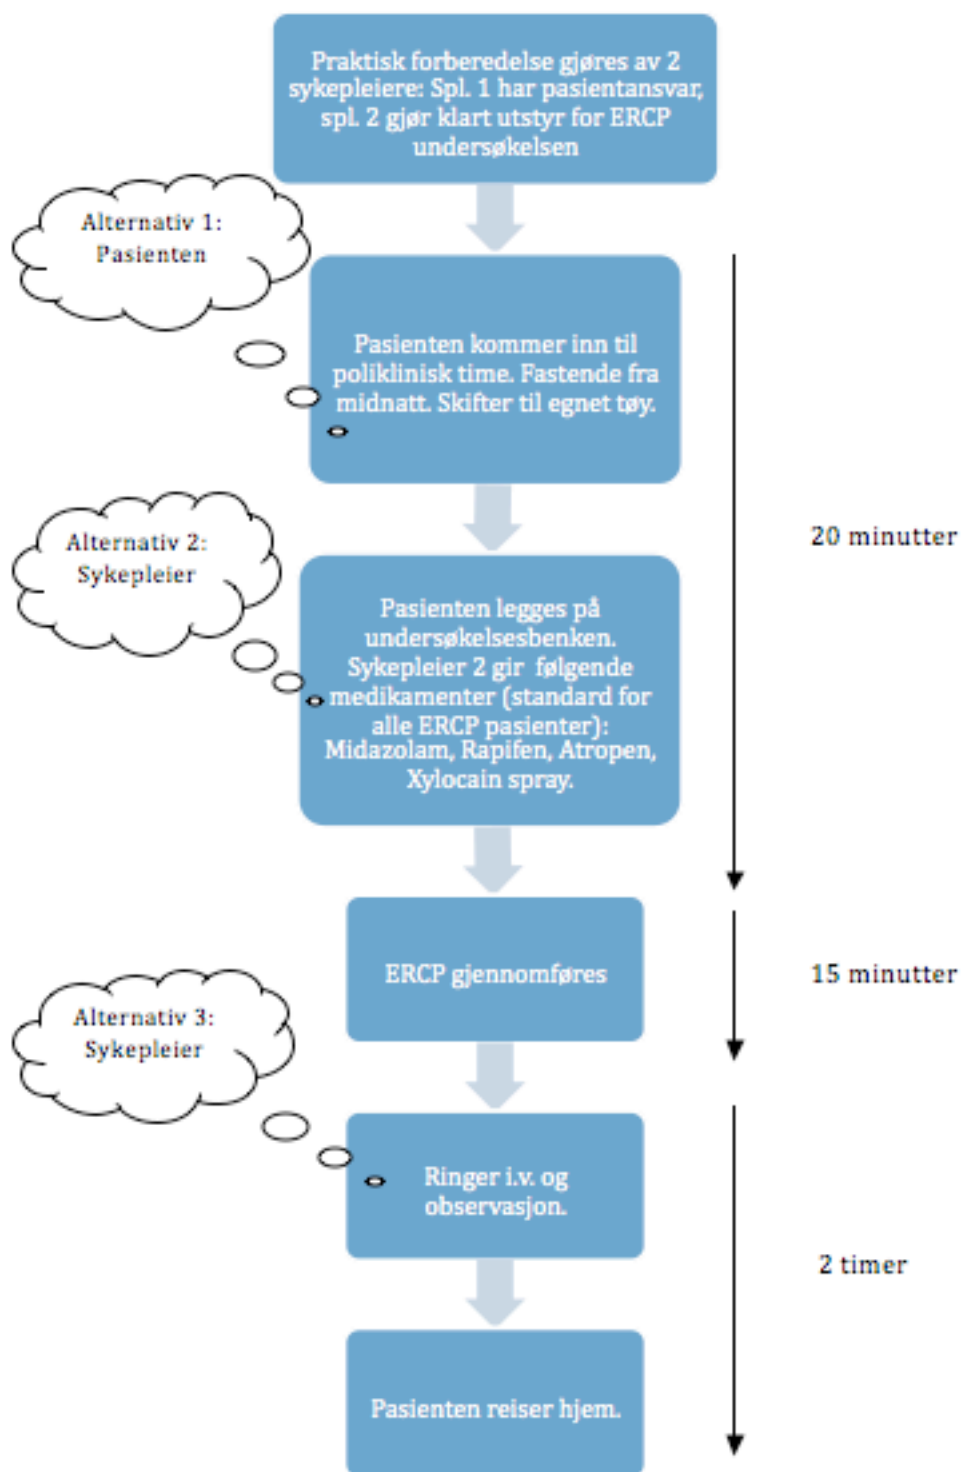 Praktisk forberedelse gjøres av 2
sykepleiere: Spl. 1 har pasientansvar,
spl. 2 gjør klart utstyr for ERCP
undersøkelsen
Alternativ 1:
Pasienten
Pasienten kommer inn til
poliklinisk time. Fastende fra
midnatt. Skifter til egnet tøy.
20 minutter
Alternativ 2:
Sykepleier
Pasienten legges på
undersøkelsesbenken.
Sykepleier 2 gir følgende
medikamenter (standard for
alle ERCP pasienter):
Midazolam, Rapifen, Atropen,
Xylocain spray.
ERCP gjennomføres
15 minutter
Alternativ 3:
Sykepleier
Ringer i.v. og
observasjon.
2 timer
Pasienten reiser hjem.